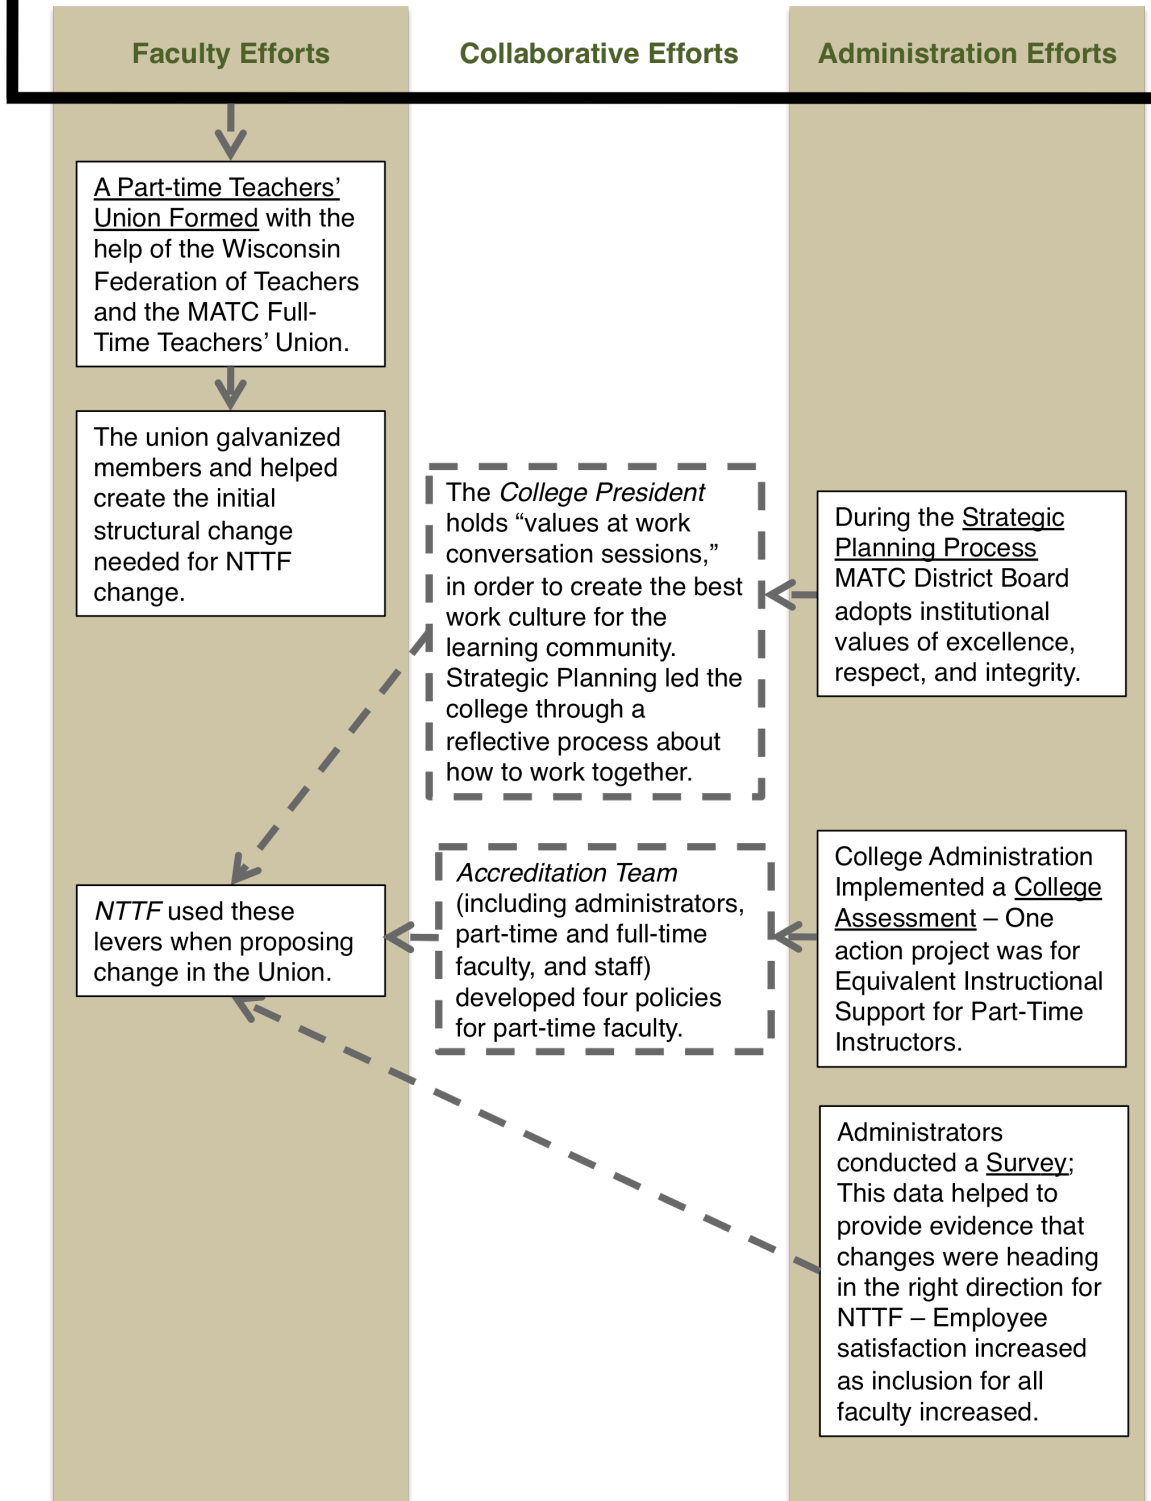 Faculty Efforts
Collaborative Efforts
Administration Efforts
A Part-time Teachers’
Union Formed with the
help of the Wisconsin
Federation of Teachers
and the MATC Full-
Time Teachers’ Union.
The union galvanized
members and helped
create the initial
structural change
needed for NTTF
change.
The College President
holds “values at work
conversation sessions,”
in order to create the best
work culture for the
learning community.
Strategic Planning led the
college through a
reflective process about
how to work together.
During the Strategic
Planning Process
MATC District Board
adopts institutional
values of excellence,
respect, and integrity.
NTTF used these
levers when proposing
change in the Union.
Accreditation Team
(including administrators,
part-time and full-time
faculty, and staff)
developed four policies
for part-time faculty.
College Administration
Implemented a College
Assessment – One
action project was for
Equivalent Instructional
Support for Part-Time
Instructors.
Administrators
conducted a Survey;
This data helped to
provide evidence that
changes were heading
in the right direction for
NTTF – Employee
satisfaction increased
as inclusion for all
faculty increased.